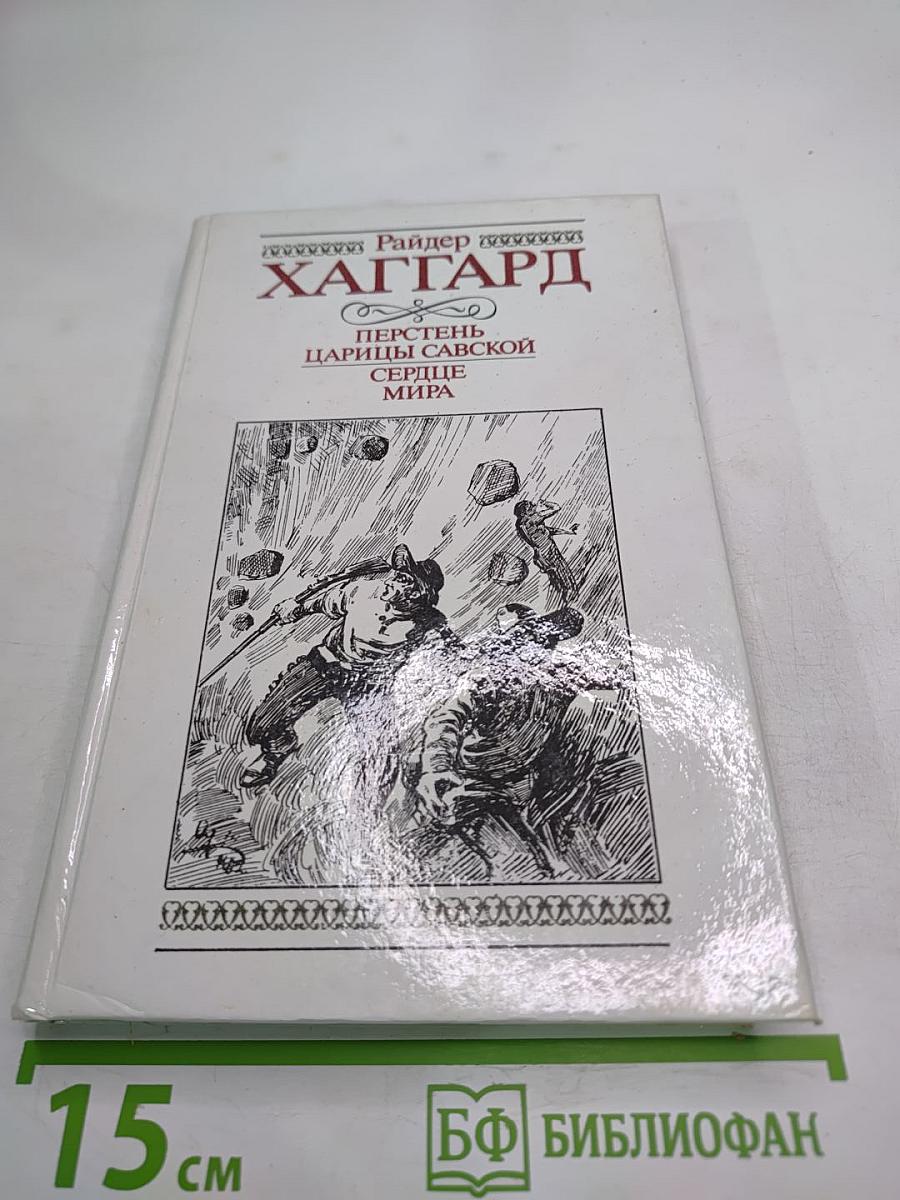 Райдер
ХАГГАРД
ПЕРСТЕНЬ
ЦАРИЦЫ САВСКОЙ
СЕРДЦЕ
МИРА
15 см
БФ БИБЛИОФАН